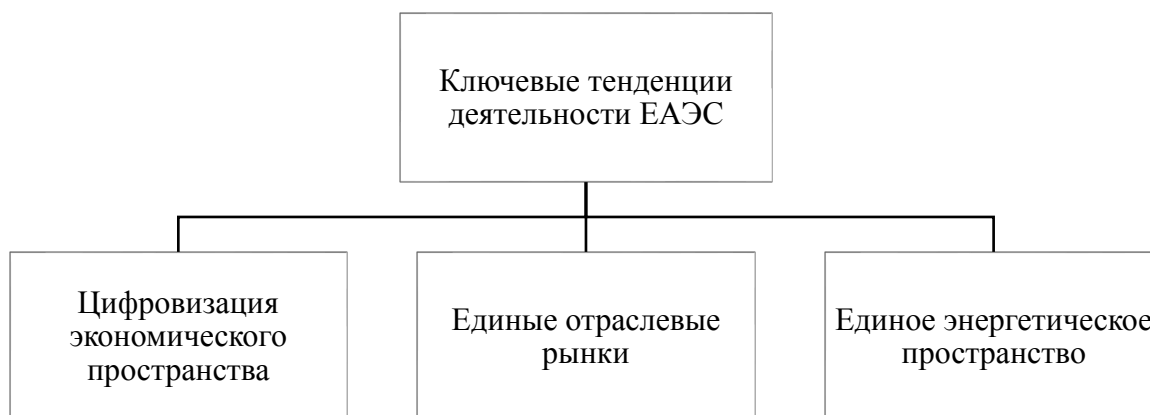 Ключевые тенденции
деятельности ЕАЭС
Цифровизация
экономического
пространства
Единые отраслевые
рынки
Единое энергетическое
пространство